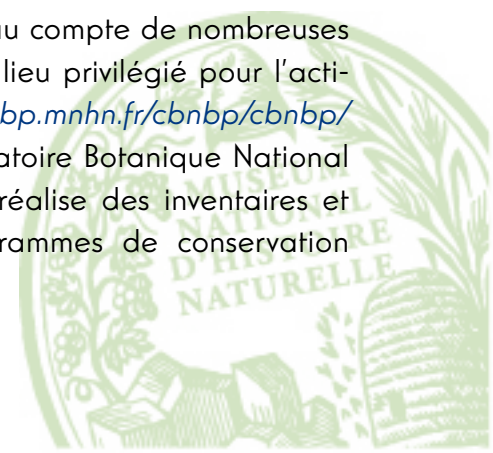 au compte de nombreuses
lieu privilégié pour l'acti-
bp.mnhn.fr/cbnbp/cbnbp/
atoire Botanique National
réalise des inventaires et
rammes de conservation
MUSEUM
NATIONAL
D'HISTOIRE
NATURELLE